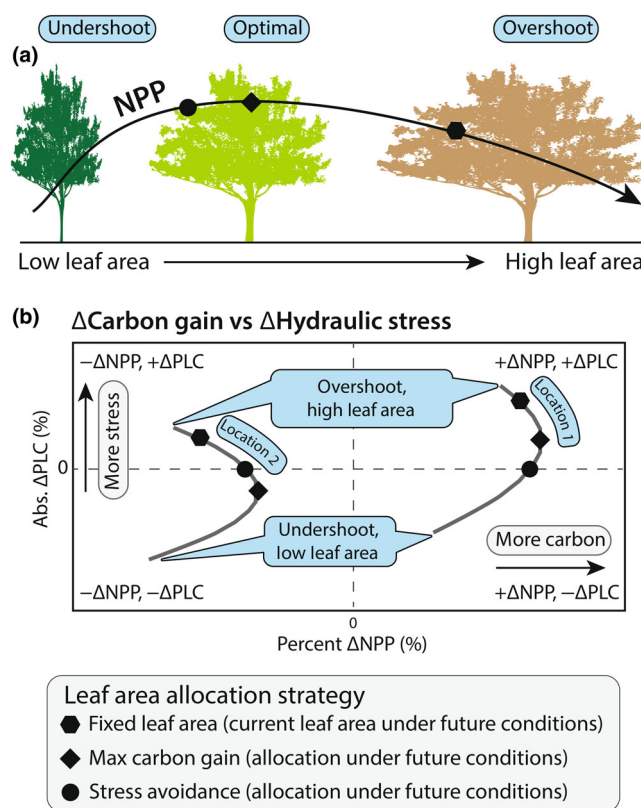 Undershoot
Optimal
Overshoot
(a)
NPP
Low leaf area
High leaf area
(b)
ΔCarbon gain vs ΔHydraulic stress
−ΔNPP, +ΔPLC
+ΔNPP, +ΔPLC
Overshoot,
high leaf area
Location 1
Location 2
More stress
Abs. ΔPLC (%)
0
Undershoot,
low leaf area
More carbon
−ΔNPP, −ΔPLC
+ΔNPP, −ΔPLC
0
Percent ΔNPP (%)
Leaf area allocation strategy
Fixed leaf area (current leaf area under future conditions)
Max carbon gain (allocation under future conditions)
Stress avoidance (allocation under future conditions)